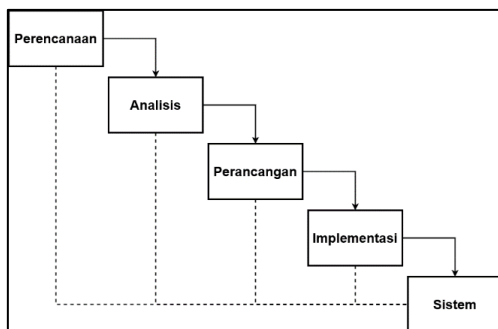 Perencanaan
Analisis
Perancangan
Implementasi
Sistem